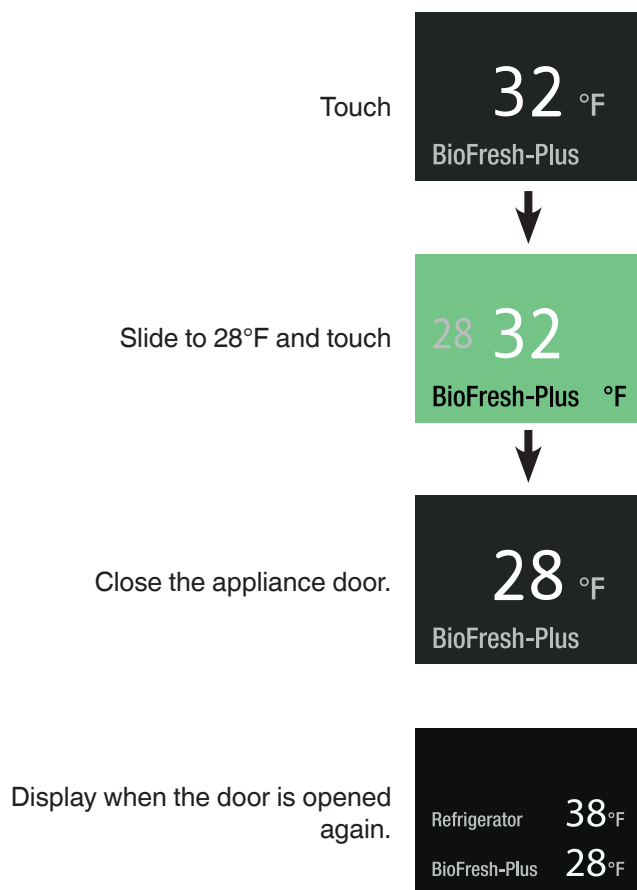 Touch
32 °F
BioFresh-Plus
Slide to 28°F and touch
28 32
BioFresh-Plus °F
Close the appliance door.
28 °F
BioFresh-Plus
Display when the door is opened
again.
Refrigerator 38°F
BioFresh-Plus 28°F